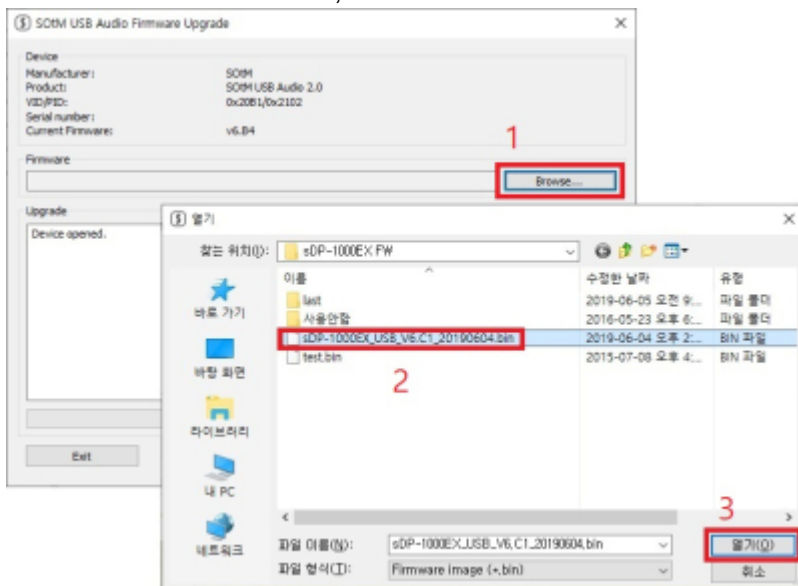 SOtM USB Audio Firmware Upgrade
Device
Manufacturer: SOtM
Product: SOtM USB Audio 2.0
VID/PID: 0x20B1/0x2102
Serial number:
Current Firmware: v6.B4
1
Firmware
Browse...
Upgrade
Device opened.
Exit
열기
찾는 위치(I): sDP-1000EX FW
이름 수정한 날짜 유형
last 2019-06-05 오전 9:... 파일 폴더
사용안함 2016-05-23 오후 6:... 파일 폴더
sDP-1000EX_USB_V6.C1_20190604.bin 2019-06-04 오후 2:... BIN 파일
test.bin 2015-07-08 오후 4:... BIN 파일
2
바로 가기
바탕 화면
라이브러리
내 PC
네트워크
3
파일 이름(N): sDP-1000EX_USB_V6.C1_20190604.bin 열기(O)
파일 형식(T): Firmware image (*.bin) 취소